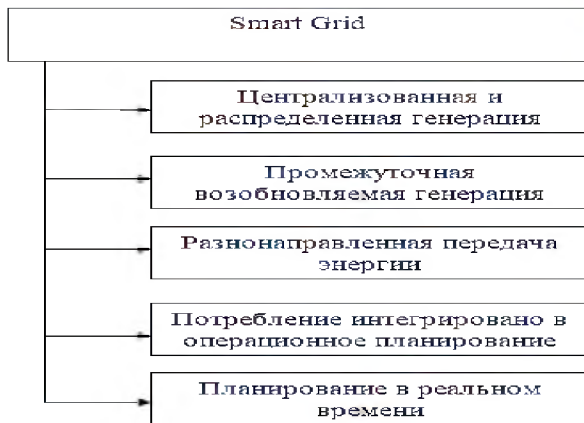 Smart Grid
Централизованная и
распределенная генерация
Промежуточная
возобновляемая генерация
Разнонаправленная передача
энергии
Потребление интегрировано в
операционное планирование
Планирование в реальном
времени